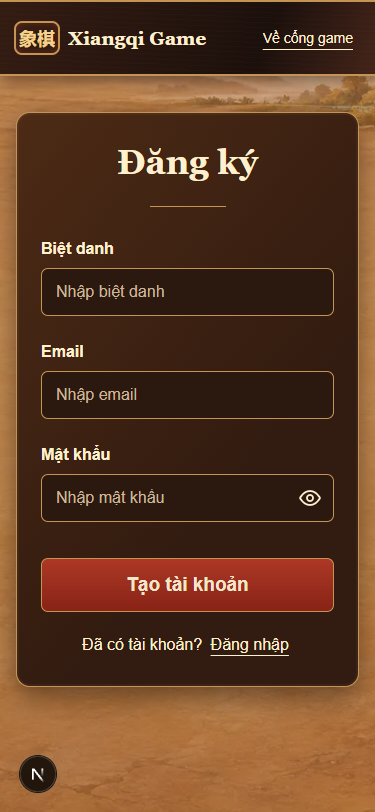 象棋 Xiangqi Game Về cổng game
Đăng ký
Biệt danh
Nhập biệt danh
Email
Nhập email
Mật khẩu
Nhập mật khẩu
Tạo tài khoản
Đã có tài khoản? Đăng nhập
N